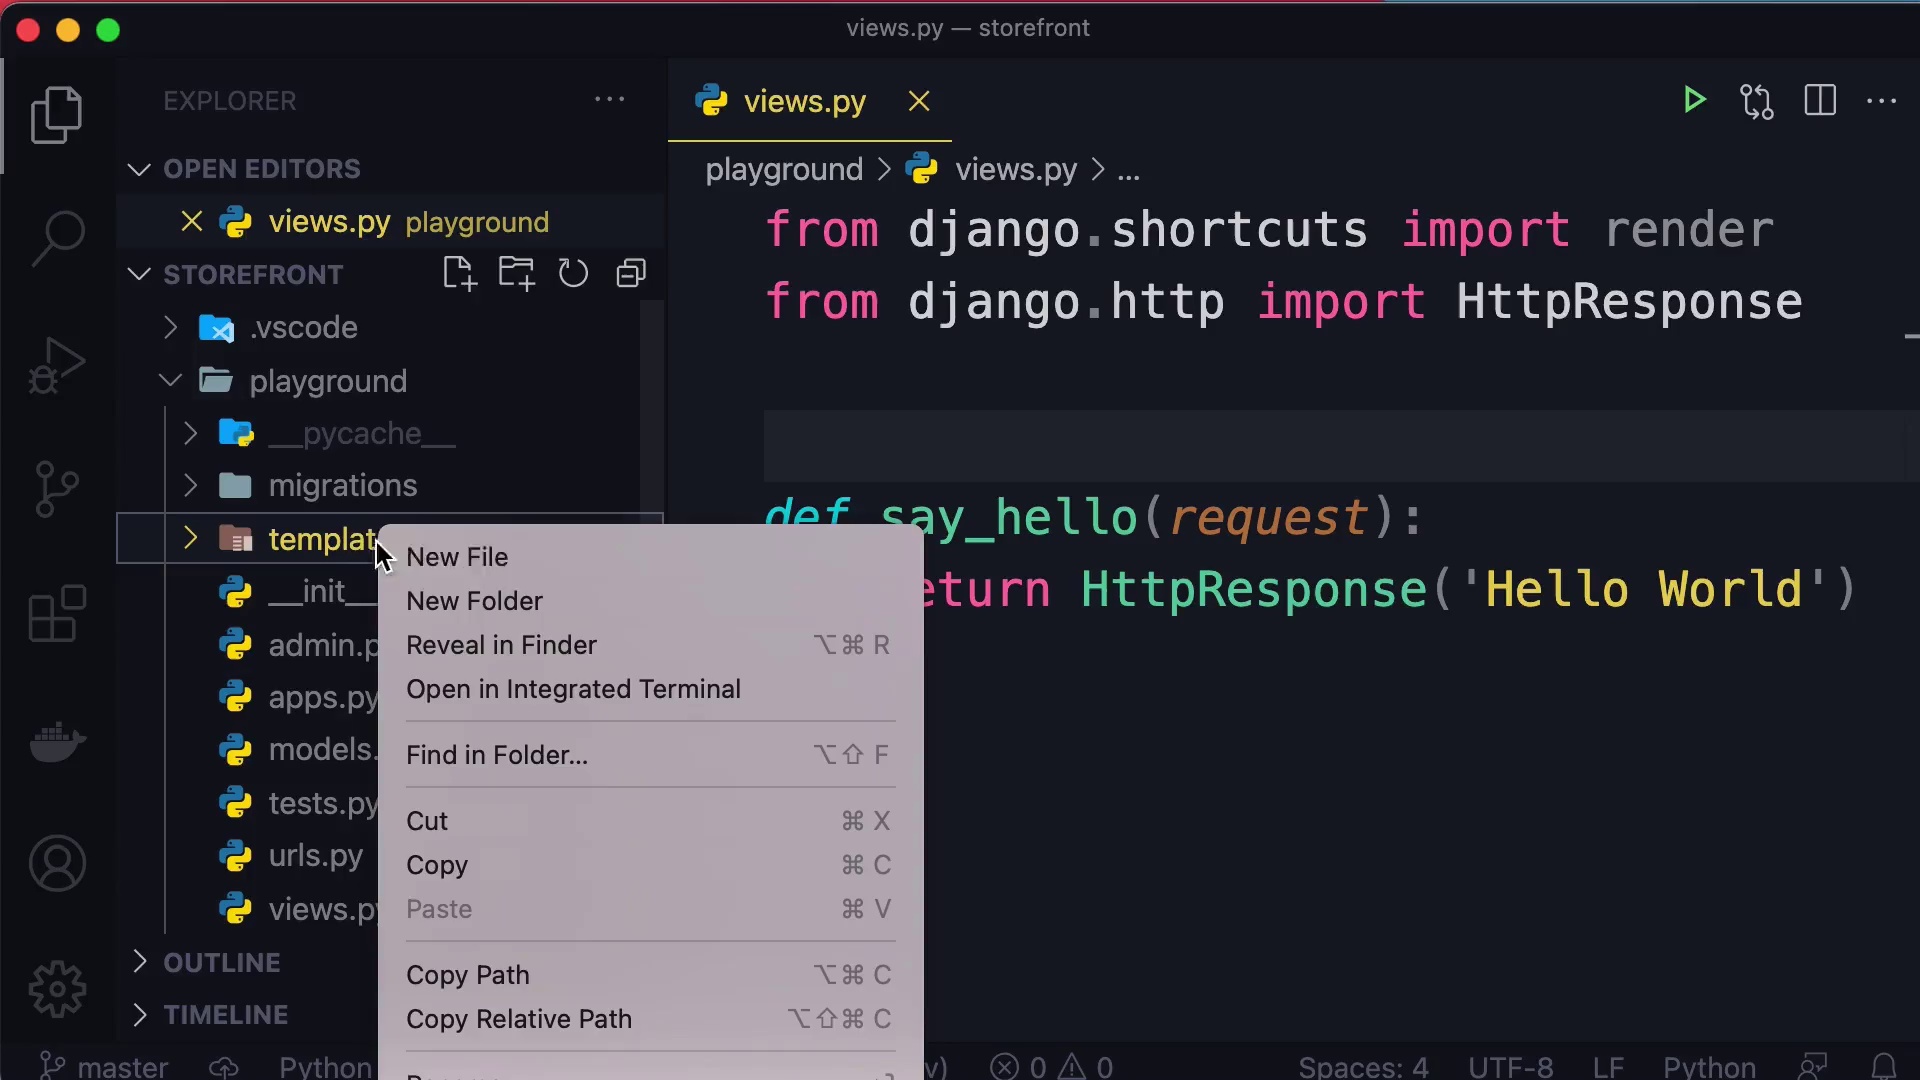 views.py — storefront
EXPLORER
OPEN EDITORS
views.py playground
STOREFRONT
.vscode
playground
__pycache__
migrations
templat
__init__
admin.p
apps.py
models.
tests.py
urls.py
views.py
OUTLINE
TIMELINE
views.py
playground > views.py > ...
from django.shortcuts import render
from django.http import HttpResponse
def say_hello(request):
eturn HttpResponse('Hello World')
New File
New Folder
Reveal in Finder ⌥⌘ R
Open in Integrated Terminal
Find in Folder... ⌥⇧ F
Cut ⌘ X
Copy ⌘ C
Paste ⌘ V
Copy Path ⌥⌘ C
Copy Relative Path ⌥⇧⌘ C
master Python v) 0 0 Spaces: 4 UTF-8 LF Python